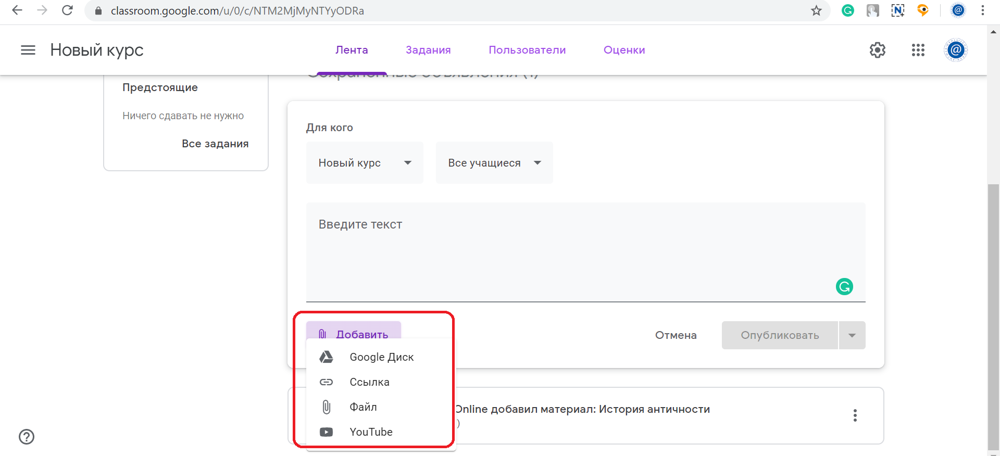 classroom.google.com/u/0/c/NTM2MjMyNTYyODRa
Новый курс
Лента
Задания
Пользователи
Оценки
Предстоящие
Ничего сдавать не нужно
Все задания
Для кого
Новый курс
Все учащиеся
Введите текст
Добавить
Отмена
Опубликовать
Google Диск
Ссылка
Файл
YouTube
Online добавил материал: История античности